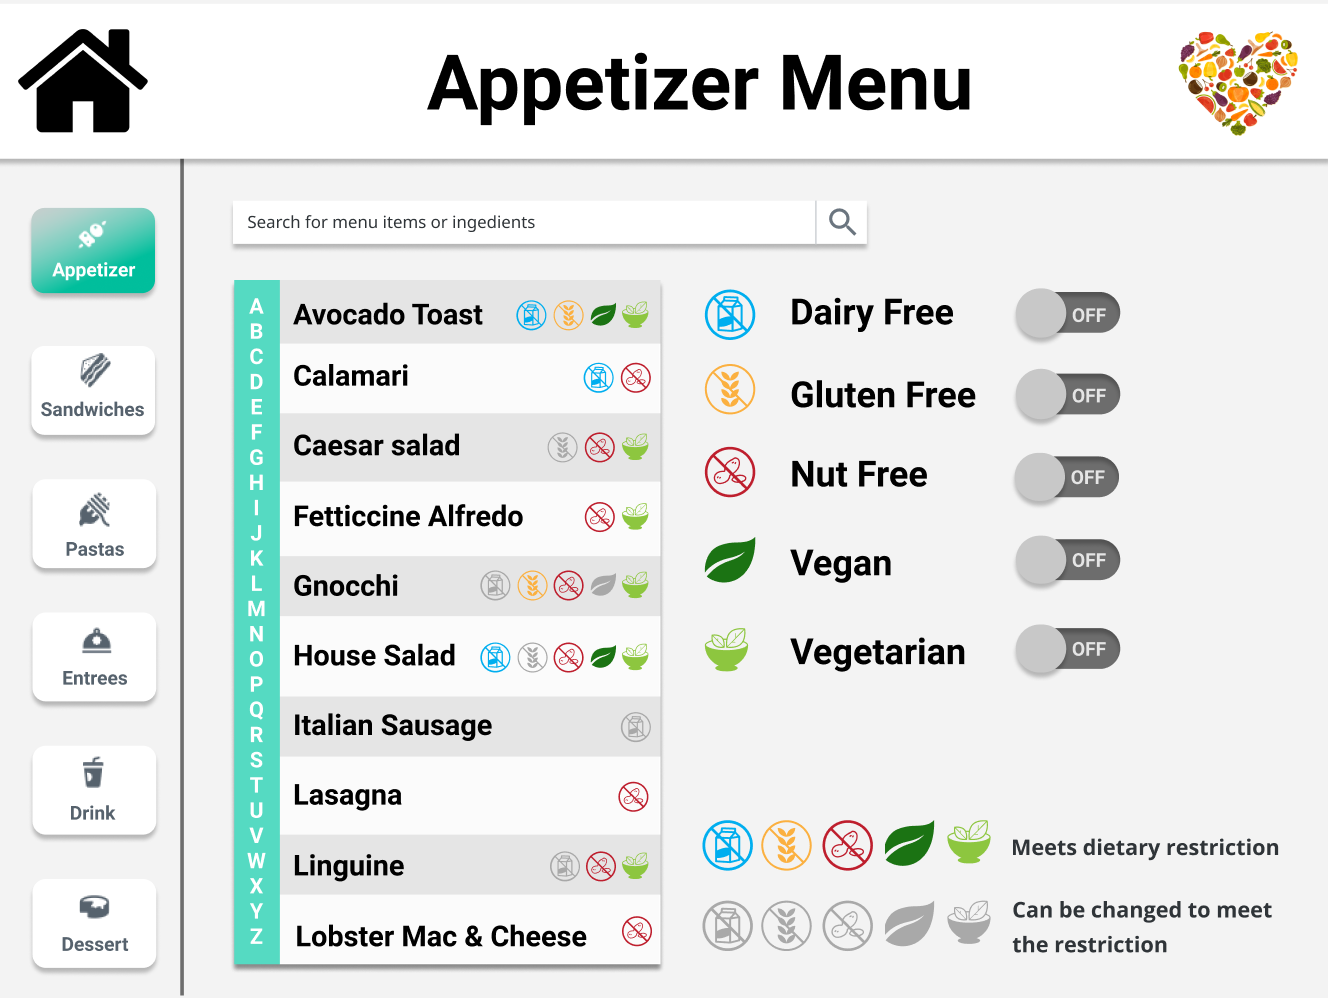 Appetizer Menu
Appetizer
Sandwiches
Pastas
Entrees
Drink
Dessert
Search for menu items or ingedients
A
B
C
D
E
F
G
H
I
J
K
L
M
N
O
P
Q
R
S
T
U
V
W
X
Y
Z
Avocado Toast
Calamari
Caesar salad
Fetticcine Alfredo
Gnocchi
House Salad
Italian Sausage
Lasagna
Linguine
Lobster Mac & Cheese
Dairy Free OFF
Gluten Free OFF
Nut Free OFF
Vegan OFF
Vegetarian OFF
Meets dietary restriction
Can be changed to meet
the restriction